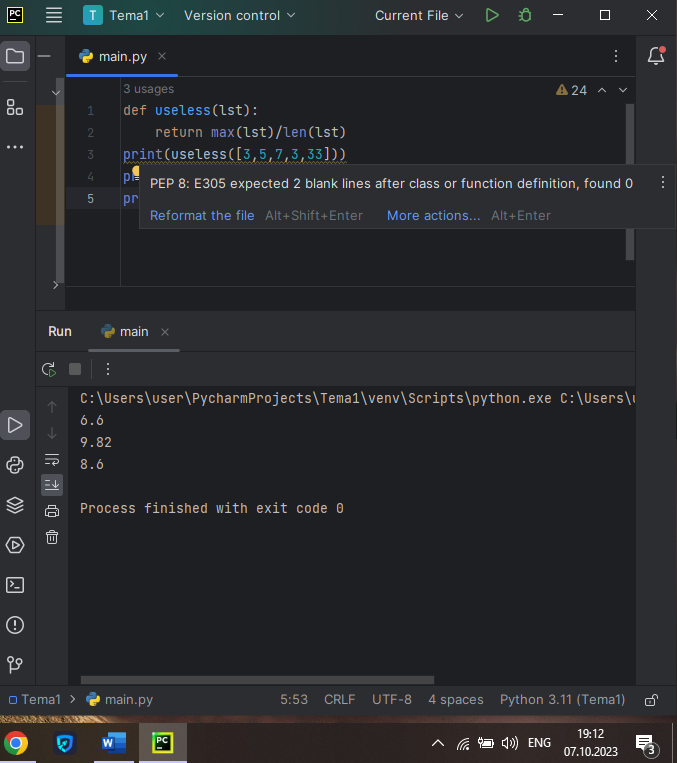 PC T Tema1 Version control Current File
main.py
3 usages
24
1 def useless(lst):
2 return max(lst)/len(lst)
3 print(useless([3,5,7,3,33]))
4 pr
5 pr
PEP 8: E305 expected 2 blank lines after class or function definition, found 0
Reformat the file Alt+Shift+Enter More actions... Alt+Enter
Run main
C:\Users\user\PycharmProjects\Tema1\venv\Scripts\python.exe C:\Users\u
6.6
9.82
8.6
Process finished with exit code 0
Tema1 main.py 5:53 CRLF UTF-8 4 spaces Python 3.11 (Tema1)
W PC ENG 19:12
07.10.2023 3